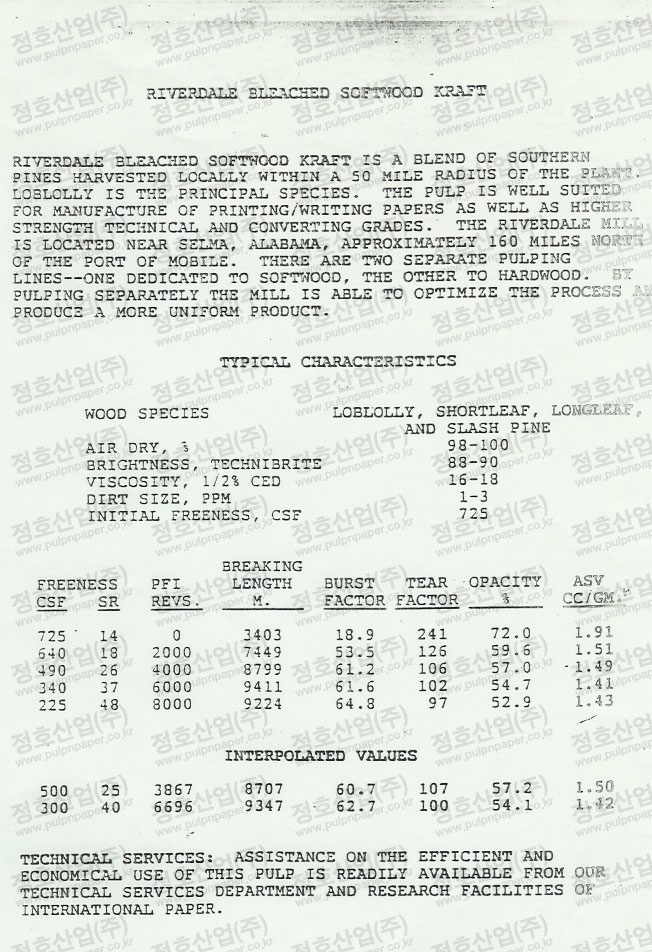 RIVERDALE BLEACHED SOFTWOOD KRAFT
RIVERDALE BLEACHED SOFTWOOD KRAFT IS A BLEND OF SOUTHERN
PINES HARVESTED LOCALLY WITHIN A 50 MILE RADIUS OF THE PLANT.
LOBLOLLY IS THE PRINCIPAL SPECIES. THE PULP IS WELL SUITED
FOR MANUFACTURE OF PRINTING/WRITING PAPERS AS WELL AS HIGHER
STRENGTH TECHNICAL AND CONVERTING GRADES. THE RIVERDALE MILL
IS LOCATED NEAR SELMA, ALABAMA, APPROXIMATELY 160 MILES NORTH
OF THE PORT OF MOBILE. THERE ARE TWO SEPARATE PULPING
LINES--ONE DEDICATED TO SOFTWOOD, THE OTHER TO HARDWOOD. BY
PULPING SEPARATELY THE MILL IS ABLE TO OPTIMIZE THE PROCESS AN
PRODUCE A MORE UNIFORM PRODUCT.
TYPICAL CHARACTERISTICS
WOOD SPECIES LOBLOLLY, SHORTLEAF, LONGLEAF,
AND SLASH PINE
AIR DRY, % 98-100
BRIGHTNESS, TECHNIBRITE 88-90
VISCOSITY, 1/2% CED 16-18
DIRT SIZE, PPM 1-3
INITIAL FREENESS, CSF 725
BREAKING
FREENESS PFI LENGTH BURST TEAR OPACITY ASV
CSF SR REVS. M. FACTOR FACTOR % CC/GM.
725 14 0 3403 18.9 241 72.0 1.91
640 18 2000 7449 53.5 126 59.6 1.51
490 26 4000 8799 61.2 106 57.0 1.49
340 37 6000 9411 61.6 102 54.7 1.41
225 48 8000 9224 64.8 97 52.9 1.43
INTERPOLATED VALUES
500 25 3867 8707 60.7 107 57.2 1.50
300 40 6696 9347 62.7 100 54.1 1.42
TECHNICAL SERVICES: ASSISTANCE ON THE EFFICIENT AND
ECONOMICAL USE OF THIS PULP IS READILY AVAILABLE FROM OUR
TECHNICAL SERVICES DEPARTMENT AND RESEARCH FACILITIES OF
INTERNATIONAL PAPER.
정호산업(주)
www.pulpnpaper.co.kr